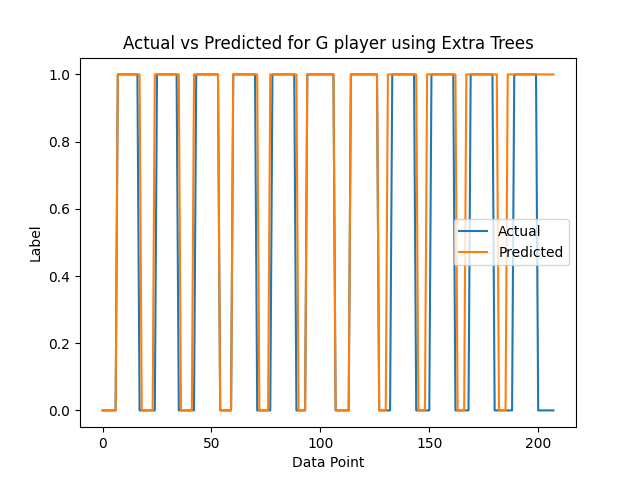 Actual vs Predicted for G player using Extra Trees
1.0
0.8
0.6
0.4
0.2
0.0
Label
Actual
Predicted
0
50
100
150
200
Data Point